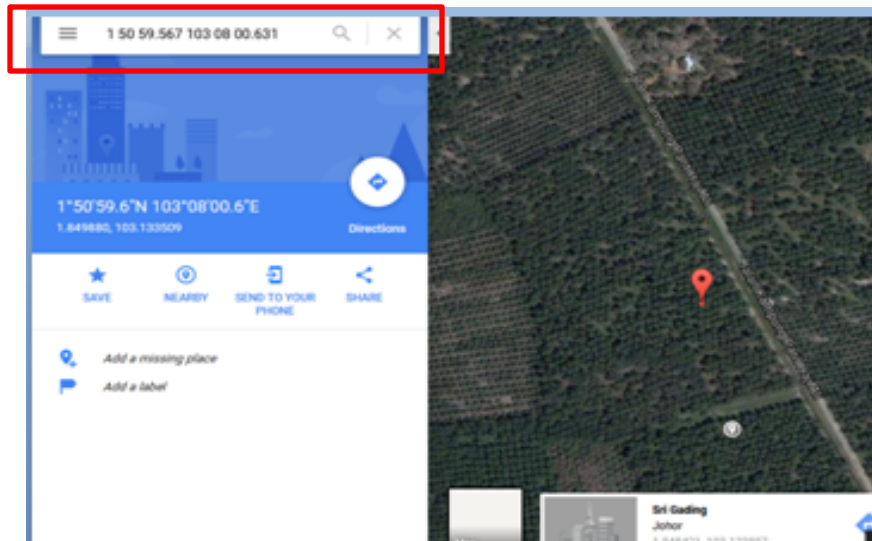 1 50 59.567 103 08 00.631
1°50'59.6"N 103°08'00.6"E
1.849880, 103.133509
Directions
SAVE
NEARBY
SEND TO YOUR PHONE
SHARE
Add a missing place
Add a label
Sri Gading
Johor